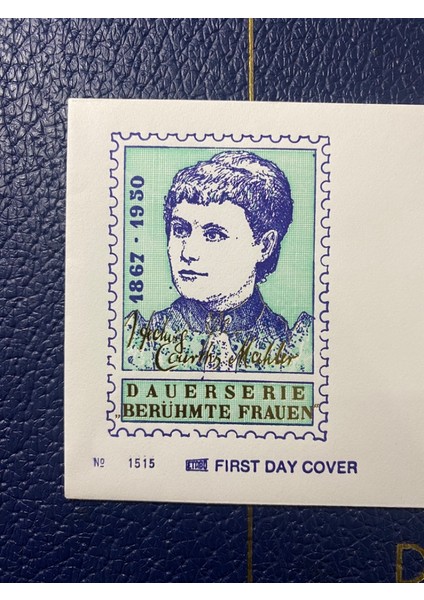 1867 - 1950
Hedwig
Courths-Mahler
DAUERSERIE
„BERÜHMTE FRAUEN"
№ 1515 FIRST DAY COVER